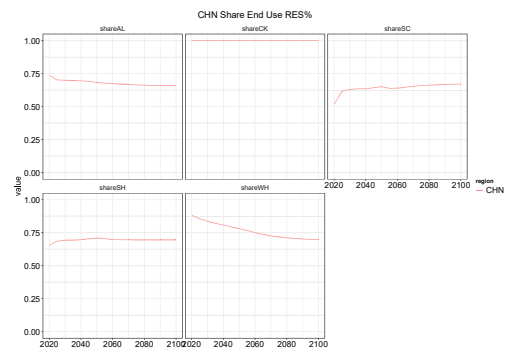 CHN Share End Use RES%
shareAL
shareCK
shareSC
1.00
0.75
0.50
0.25
0.00
2020 2040 2060 2080 2100
region
CHN
value
shareSH
shareWH
1.00
0.75
0.50
0.25
0.00
2020 2040 2060 2080 2100
2020 2040 2060 2080 2100